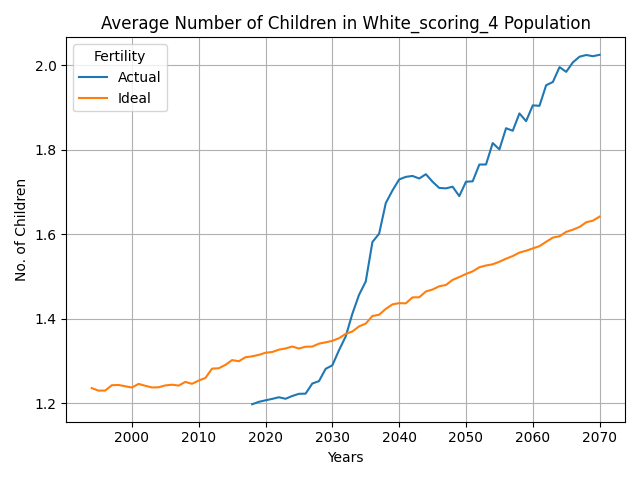 Average Number of Children in White_scoring_4 Population
Fertility
Actual
Ideal
No. of Children
2.0
1.8
1.6
1.4
1.2
2000
2010
2020
2030
2040
2050
2060
2070
Years